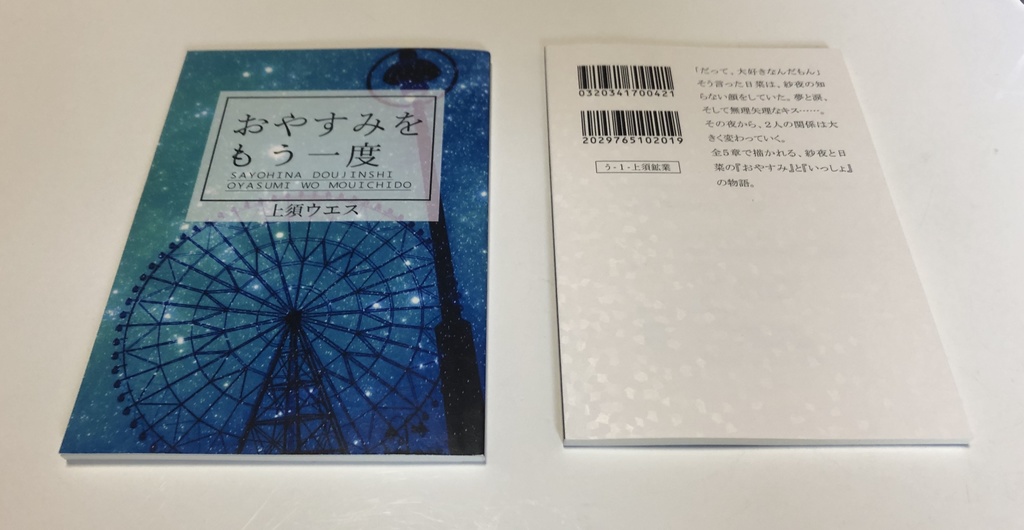 おやすみを
もう一度
SAYOHINA DOUJINSHI
OYASUMI WO MOUICHIDO
上須ウエス
0320341700421
2029765102019
う-1-上須鉱業
「だって、大好きなんだもん」
そう言った日菜は、紗夜の知
らない顔をしていた。夢と涙、
そして無理矢理なキス……。
その夜から、2人の関係は大
きく変わっていく。
全5章で描かれる、紗夜と日
菜の『おやすみ』と『いっしょ』
の物語。